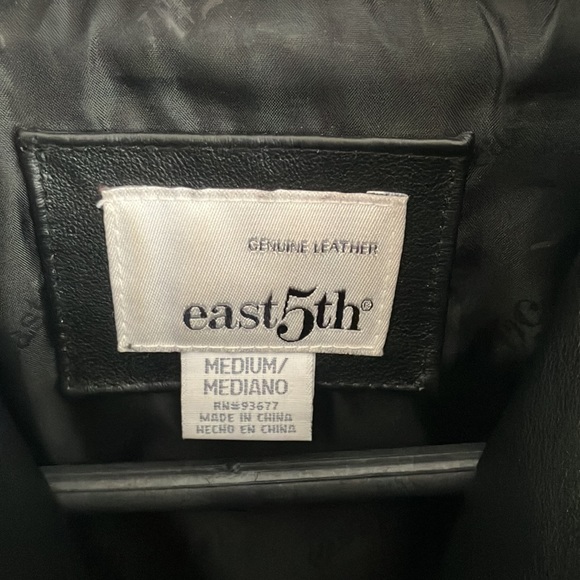 GENUINE LEATHER
east5th®
MEDIUM/
MEDIANO
RN#93677
MADE IN CHINA
HECHO EN CHINA